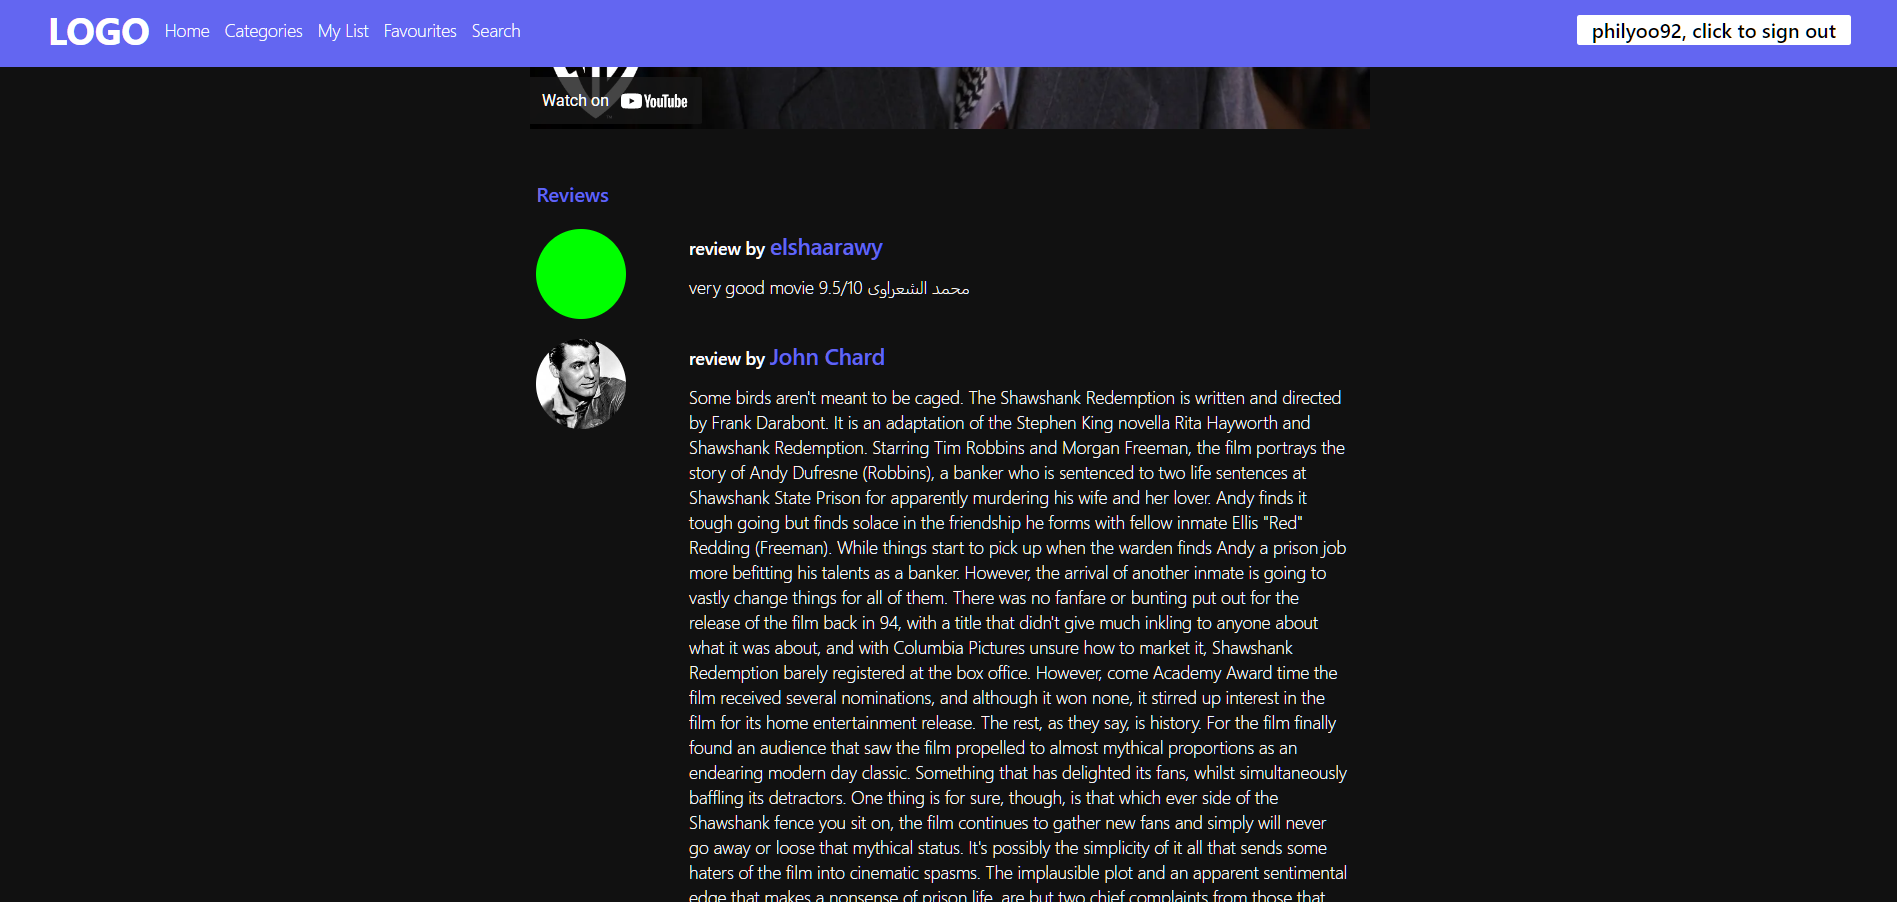 LOGO Home Categories My List Favourites Search philyoo92, click to sign out
Watch on YouTube
Reviews
review by elshaarawy
very good movie 9.5/10 محمد الشعراوى
review by John Chard
Some birds aren't meant to be caged. The Shawshank Redemption is written and directed
by Frank Darabont. It is an adaptation of the Stephen King novella Rita Hayworth and
Shawshank Redemption. Starring Tim Robbins and Morgan Freeman, the film portrays the
story of Andy Dufresne (Robbins), a banker who is sentenced to two life sentences at
Shawshank State Prison for apparently murdering his wife and her lover. Andy finds it
tough going but finds solace in the friendship he forms with fellow inmate Ellis "Red"
Redding (Freeman). While things start to pick up when the warden finds Andy a prison job
more befitting his talents as a banker. However, the arrival of another inmate is going to
vastly change things for all of them. There was no fanfare or bunting put out for the
release of the film back in 94, with a title that didn't give much inkling to anyone about
what it was about, and with Columbia Pictures unsure how to market it, Shawshank
Redemption barely registered at the box office. However, come Academy Award time the
film received several nominations, and although it won none, it stirred up interest in the
film for its home entertainment release. The rest, as they say, is history. For the film finally
found an audience that saw the film propelled to almost mythical proportions as an
endearing modern day classic. Something that has delighted its fans, whilst simultaneously
baffling its detractors. One thing is for sure, though, is that which ever side of the
Shawshank fence you sit on, the film continues to gather new fans and simply will never
go away or loose that mythical status. It's possibly the simplicity of it all that sends some
haters of the film into cinematic spasms. The implausible plot and an apparent sentimental
edge that makes a nonsense of prison life, are but two chief complaints from those that